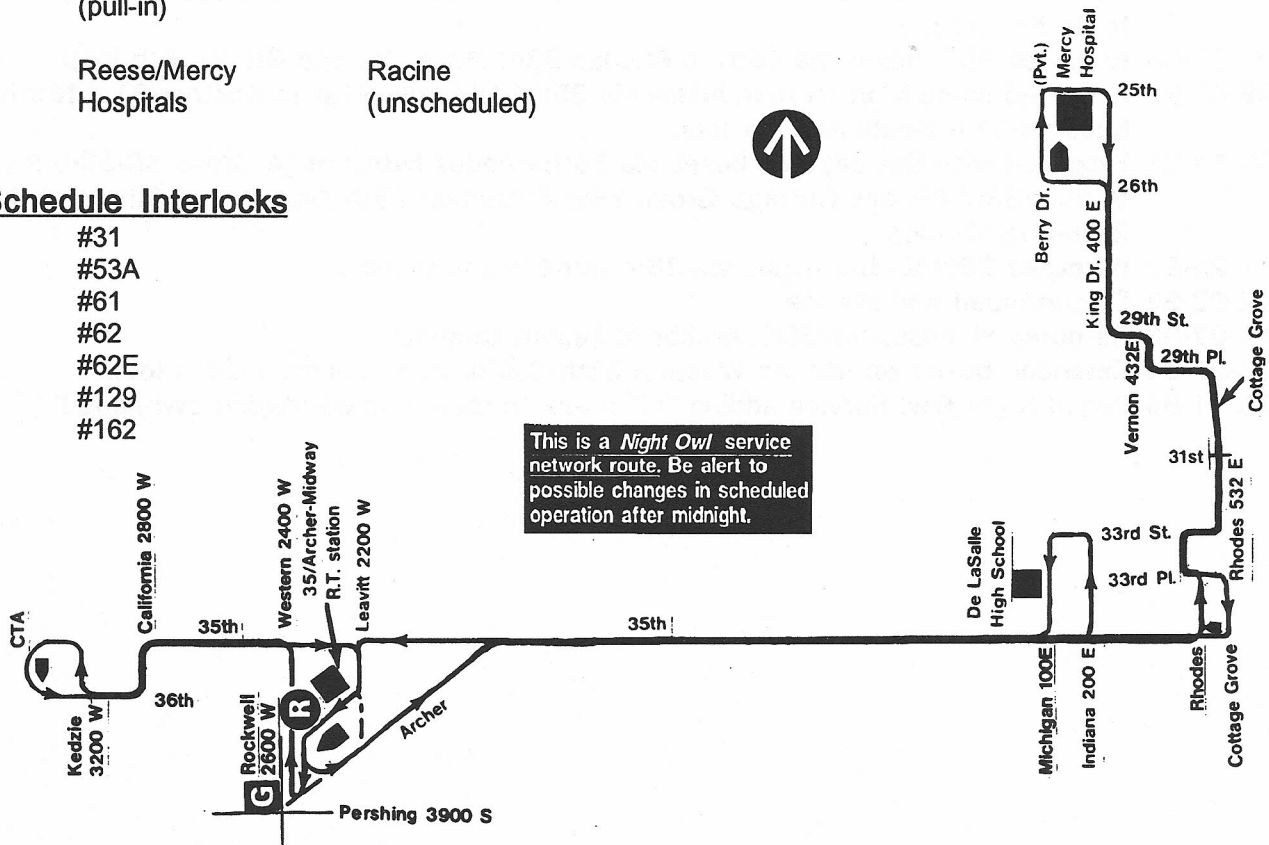 (pull-in)
Reese/Mercy
Hospitals
Racine
(unscheduled)
Schedule Interlocks
#31
#53A
#61
#62
#62E
#129
#162
(Pvt.)
Mercy
Hospital
25th
26th
Berry Dr.
King Dr. 400 E
29th St.
Vernon 432E
29th Pl.
Cottage Grove
31st
Rhodes 532 E
This is a Night Owl service
network route. Be alert to
possible changes in scheduled
operation after midnight.
33rd St.
33rd Pl.
De LaSalle
High School
CTA
California 2800 W
35th
Western 2400 W
35/Archer-Midway
R.T. station
Leavitt 2200 W
35th
36th
Kedzie
3200 W
Rockwell
2600 W
R
G
Archer
Pershing 3900 S
Michigan 100E
Indiana 200 E
Rhodes
Cottage Grove